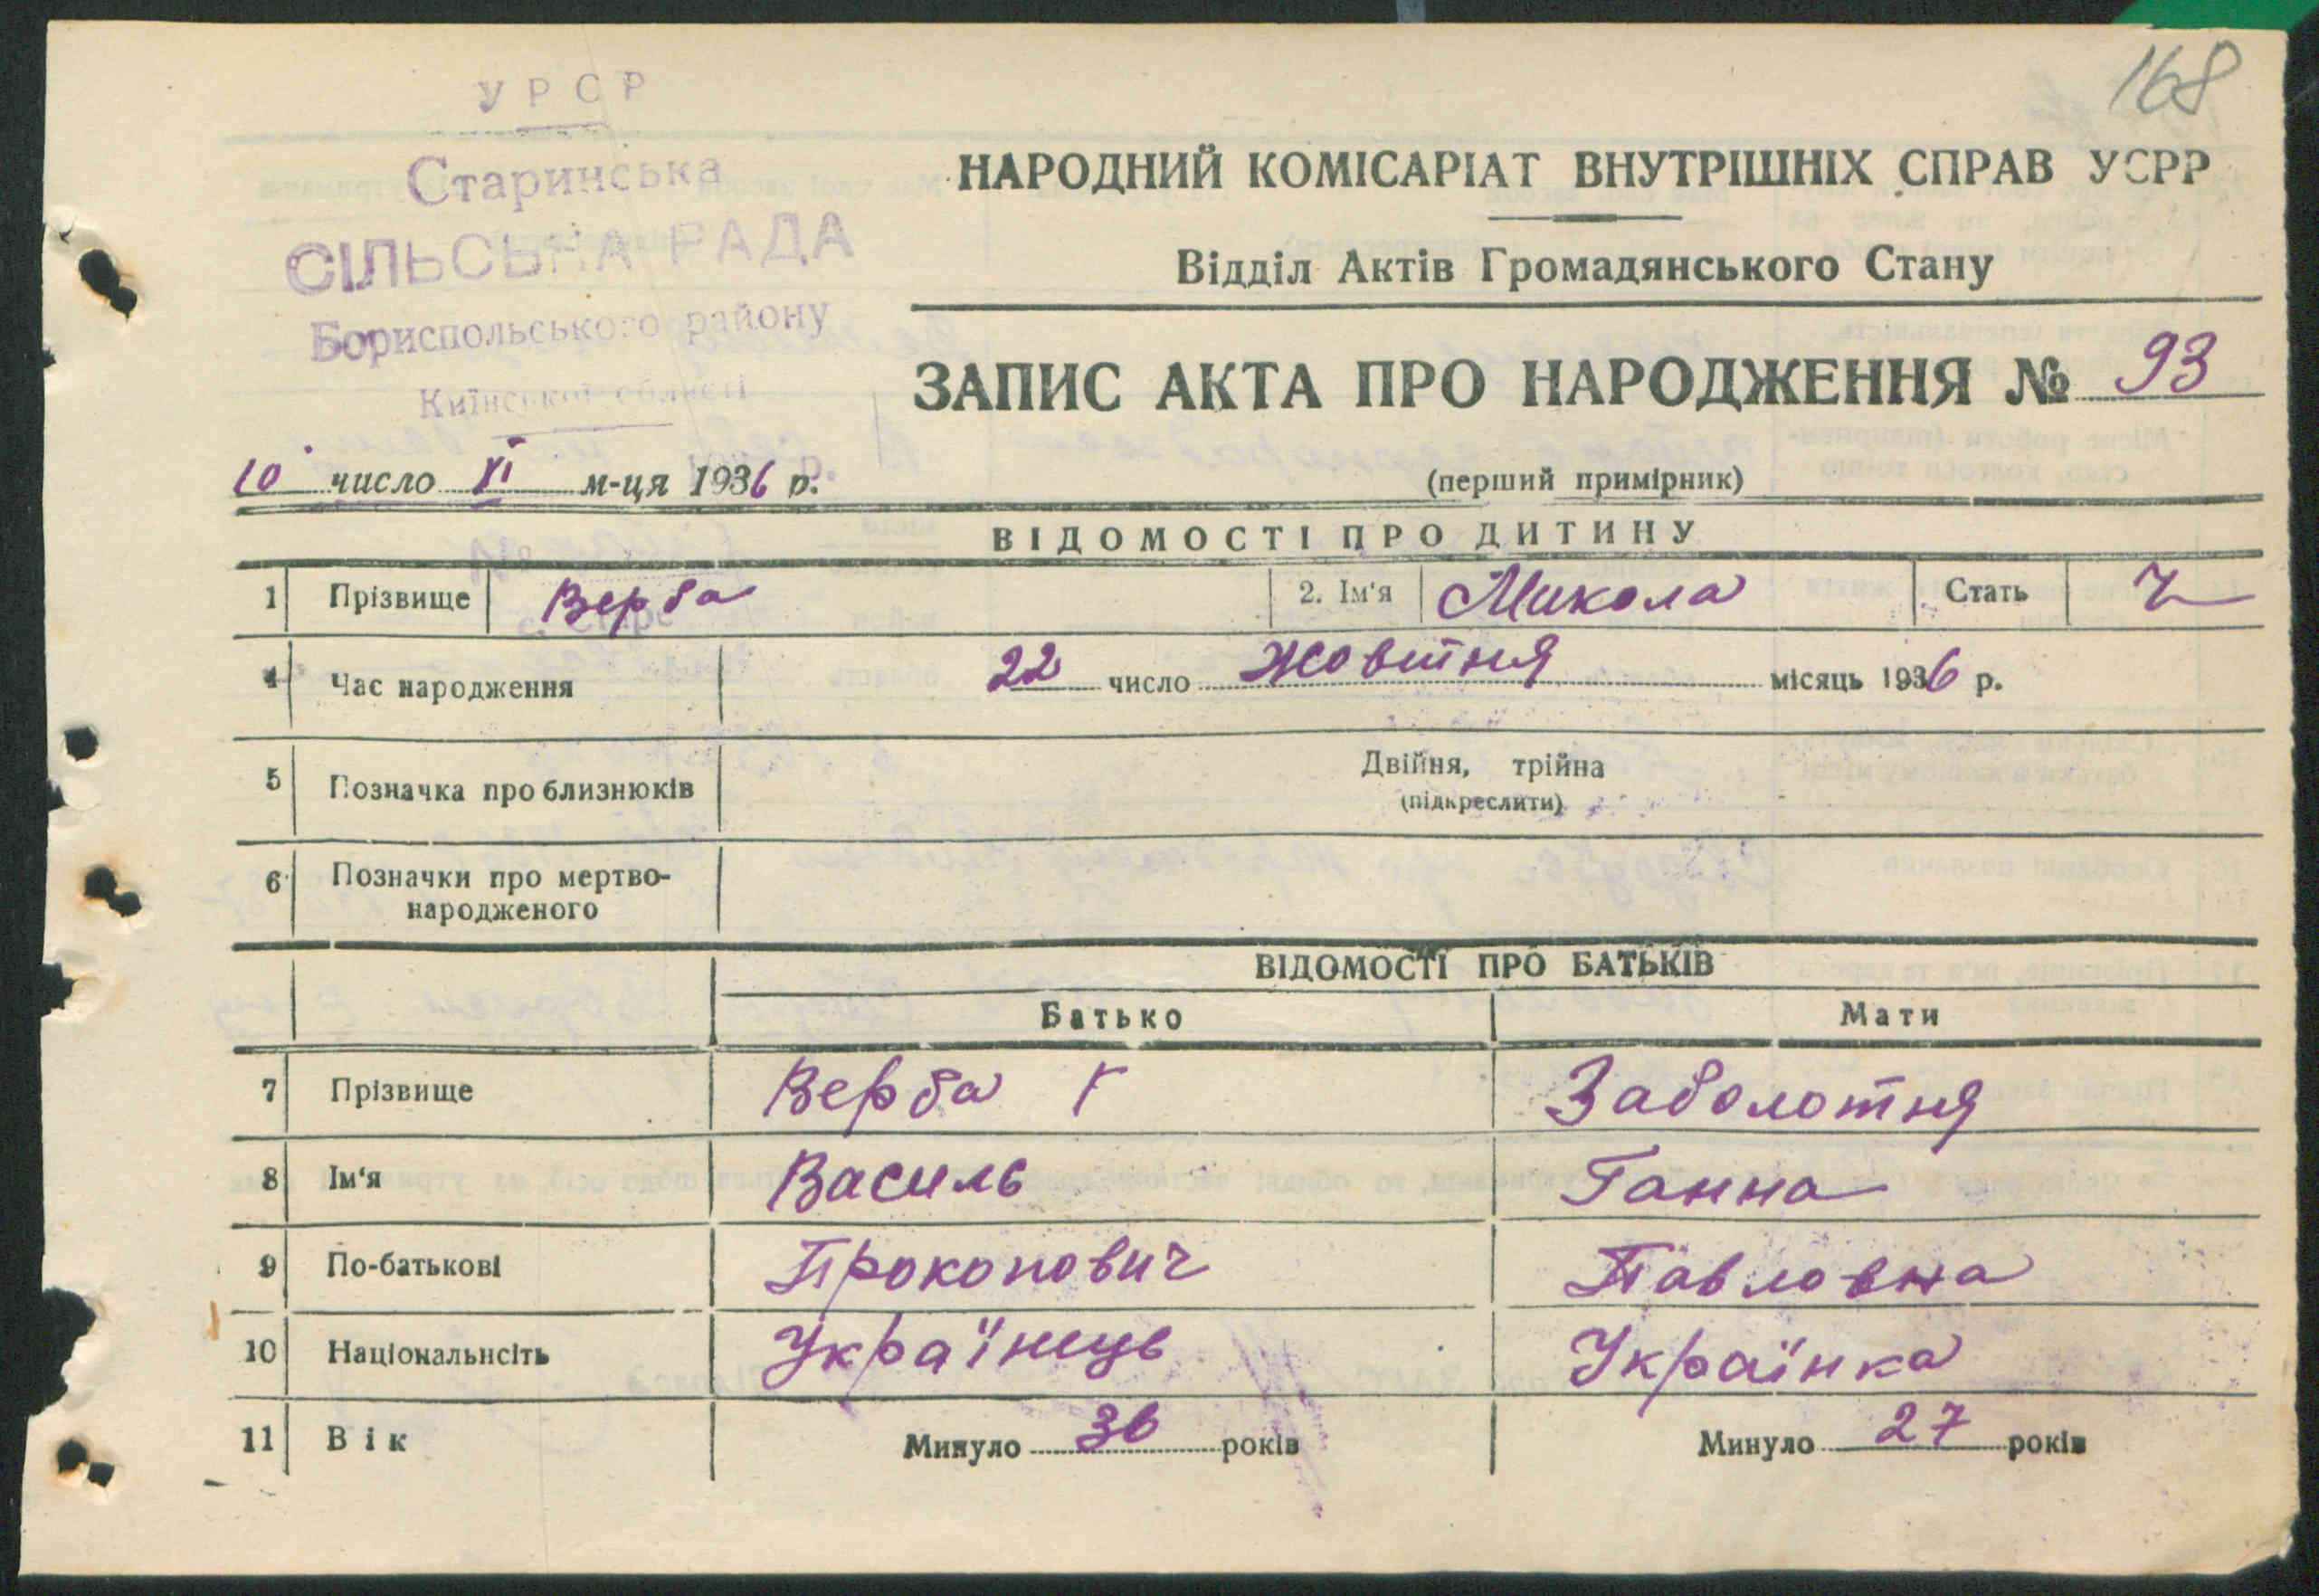 168
УРСР
Старинська
СІЛЬСЬКА РАДА
Бориспольського району
Київської області
НАРОДНИЙ КОМІСАРІАТ ВНУТРІШНІХ СПРАВ УСРР
Відділ Актів Громадянського Стану
ЗАПИС АКТА ПРО НАРОДЖЕННЯ № 93
10 число XI м-ця 1936 р.
(перший примірник)
ВІДОМОСТІ ПРО ДИТИНУ
1 Прізвище Верба 2. Ім'я Микола Стать Ч
4 Час народження 22 число Жовтня місяць 1936 р.
5 Позначка про близнюків Двійня, трійна
(підкреслити)
6 Позначки про мертво-
народженого
ВІДОМОСТІ ПРО БАТЬКІВ
Батько Мати
7 Прізвище Верба Заболотня
8 Ім'я Василь Ганна
9 По-батькові Прокопович Павловна
10 Національнсіть Українець Українка
11 Вік Минуло 36 років Минуло 27 років